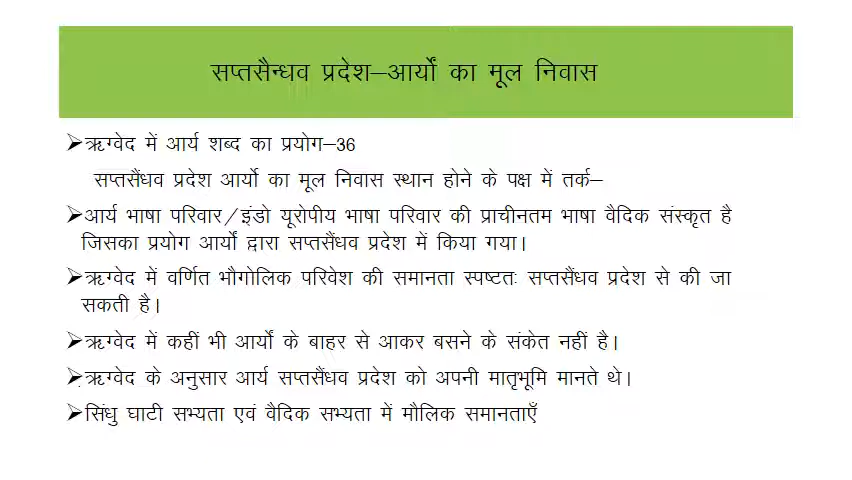 सप्तसैन्धव प्रदेश–आर्यों का मूल निवास
➢ऋग्वेद में आर्य शब्द का प्रयोग–36
सप्तसैंधव प्रदेश आर्यो का मूल निवास स्थान होने के पक्ष में तर्क–
➢आर्य भाषा परिवार/इंडो यूरोपीय भाषा परिवार की प्राचीनतम भाषा वैदिक संस्कृत है
जिसका प्रयोग आर्यों द्वारा सप्तसैंधव प्रदेश में किया गया।
➢ऋग्वेद में वर्णित भौगोलिक परिवेश की समानता स्पष्टतः सप्तसैंधव प्रदेश से की जा
सकती है।
➢ऋग्वेद में कहीं भी आर्यों के बाहर से आकर बसने के संकेत नहीं है।
➢ऋग्वेद के अनुसार आर्य सप्तसैंधव प्रदेश को अपनी मातृभूमि मानते थे।
➢सिंधु घाटी सभ्यता एवं वैदिक सभ्यता में मौलिक समानताएँ